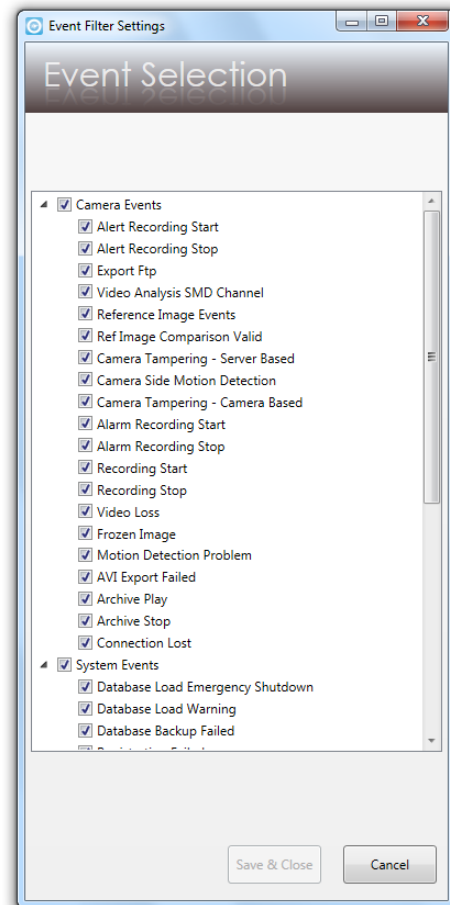 Event Filter Settings
Event Selection
Camera Events
Alert Recording Start
Alert Recording Stop
Export Ftp
Video Analysis SMD Channel
Reference Image Events
Ref Image Comparison Valid
Camera Tampering - Server Based
Camera Side Motion Detection
Camera Tampering - Camera Based
Alarm Recording Start
Alarm Recording Stop
Recording Start
Recording Stop
Video Loss
Frozen Image
Motion Detection Problem
AVI Export Failed
Archive Play
Archive Stop
Connection Lost
System Events
Database Load Emergency Shutdown
Database Load Warning
Database Backup Failed
Save & Close
Cancel